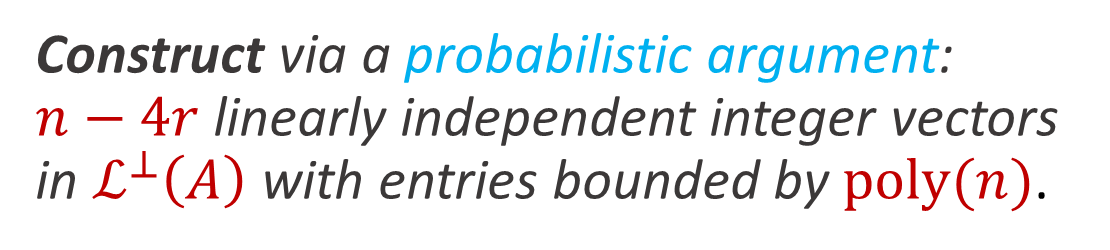 Construct via a probabilistic argument:
n − 4r linearly independent integer vectors
in ℒ⊥(A) with entries bounded by poly(n).